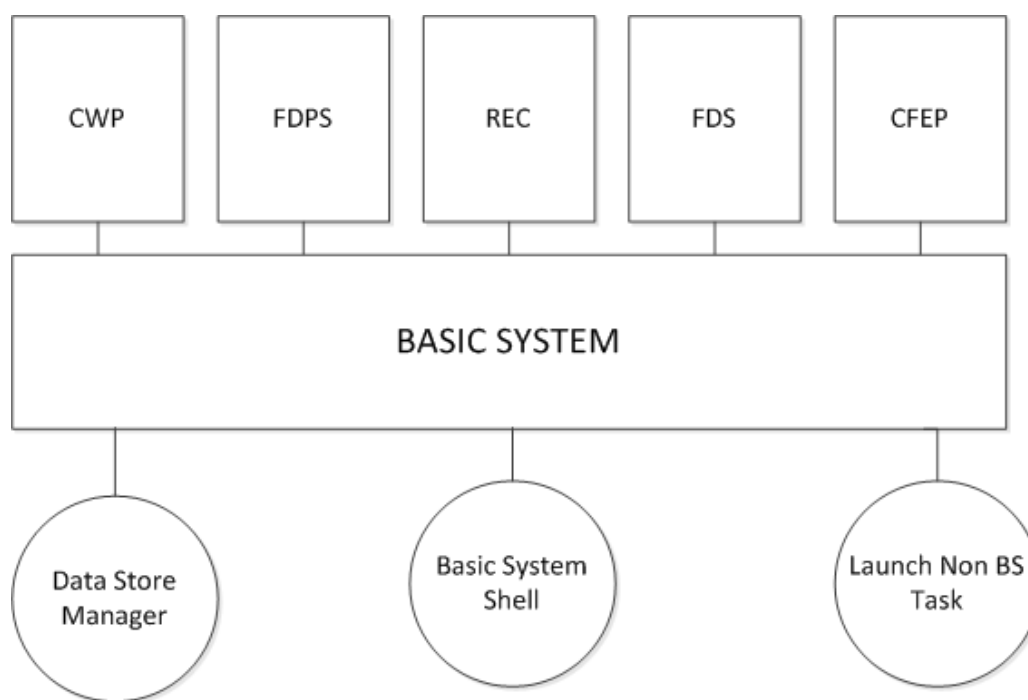 CWP
FDPS
REC
FDS
CFEP
BASIC SYSTEM
Data Store
Manager
Basic System
Shell
Launch Non BS
Task